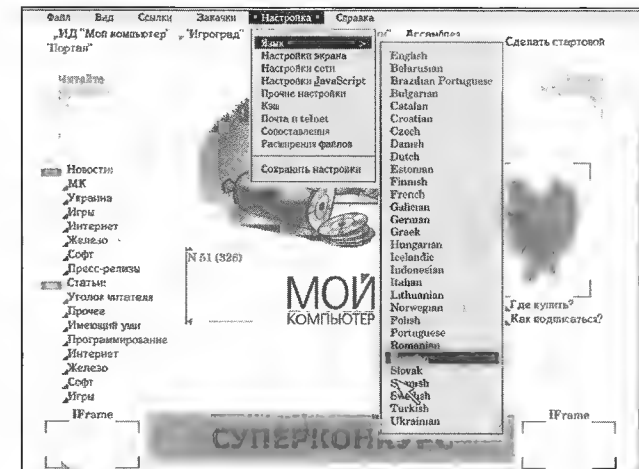 Файл Вид Ссылки Закачки Настройка Справка
„ИД "Мой компьютер" „"Игроград"
"Портал"
Сделать стартовой
Читайте
Язык >
Настройки экрана
Настройки сети
Настройки JavaScript
Прочие настройки
Кэш
Почта и telnet
Сопоставления
Расширения файлов
Сохранить настройки
English
Belarusian
Brazilian Portuguese
Bulgarian
Catalan
Croatian
Czech
Danish
Dutch
Estonian
Finnish
French
Galician
German
Greek
Hungarian
Icelandic
Indonesian
Italian
Lithuanian
Norwegian
Polish
Portuguese
Romanian
Slovak
Spanish
Swedish
Turkish
Ukrainian
Новости:
МК
Украина
Игры
Интернет
Железо
Софт
Пресс-релизы
Статьи:
Уголок читателя
Прочее
Имеющий уши
Программирование
Интернет
Железо
Софт
Игры
IFrame
N 51 (326)
МОЙ
КОМПЬЮТЕР
Где купить?
Как подписаться?
IFrame